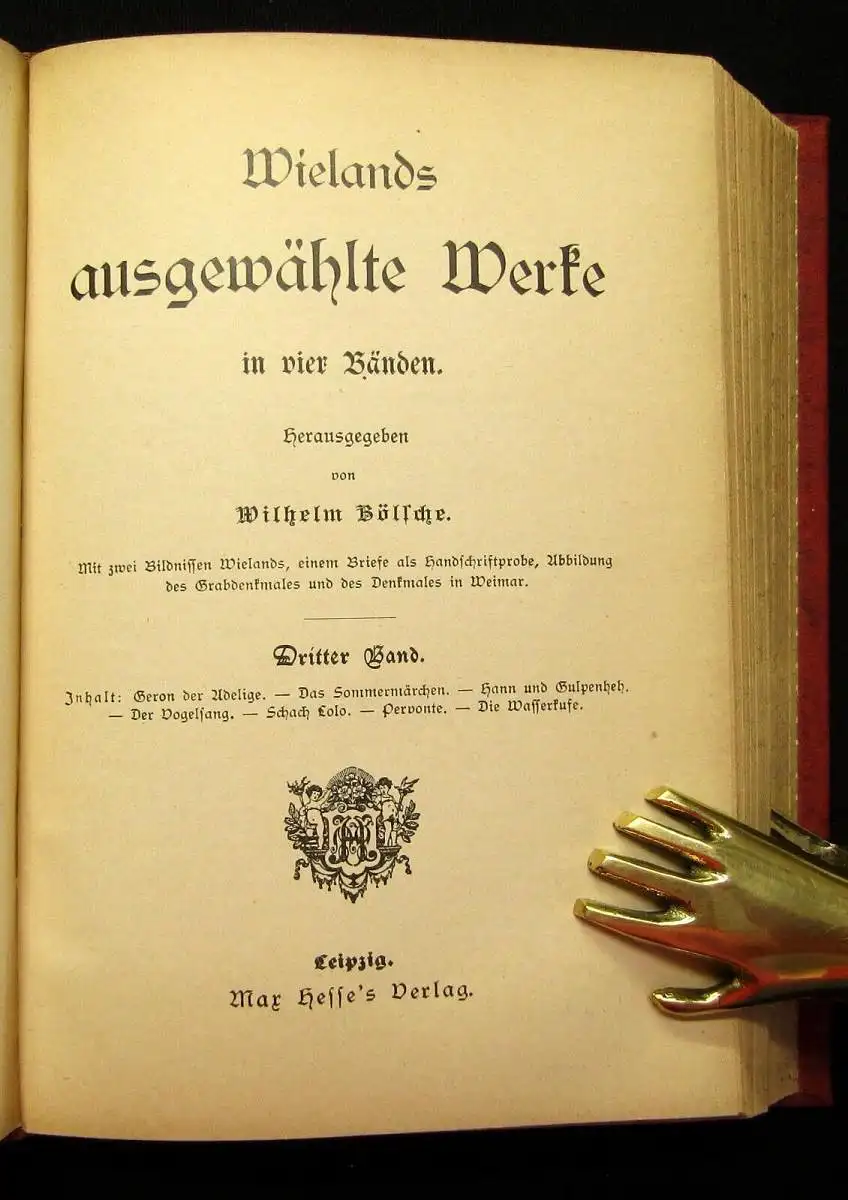 Wielands
ausgewählte Werke
in vier Bänden.
Herausgegeben
von
Wilhelm Bölsche.
Mit zwei Bildnissen Wielands, einem Briefe als Handschriftprobe, Abbildung
des Grabdenkmales und des Denkmales in Weimar.
Dritter Band.
Inhalt: Geron der Adelige. — Das Sommermärchen. — Hann und Gulpenheh.
— Der Vogelsang. — Schach Lolo. — Pervonte. — Die Wasserkufe.
Leipzig.
Max Hesse's Verlag.